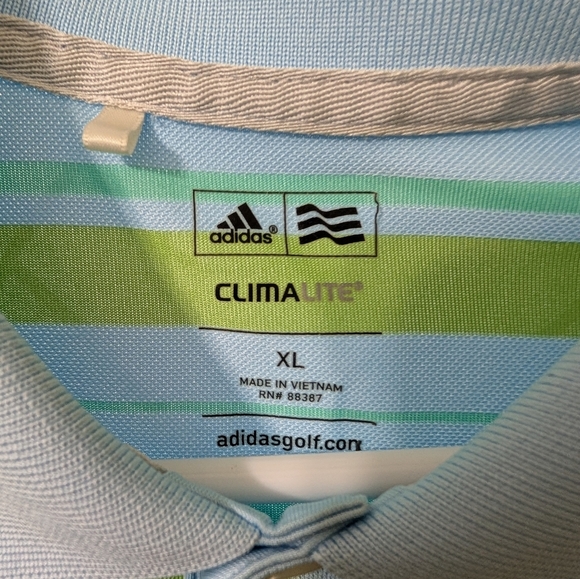 adidas®
CLIMALITE®
XL
MADE IN VIETNAM
RN# 88387
adidasgolf.com